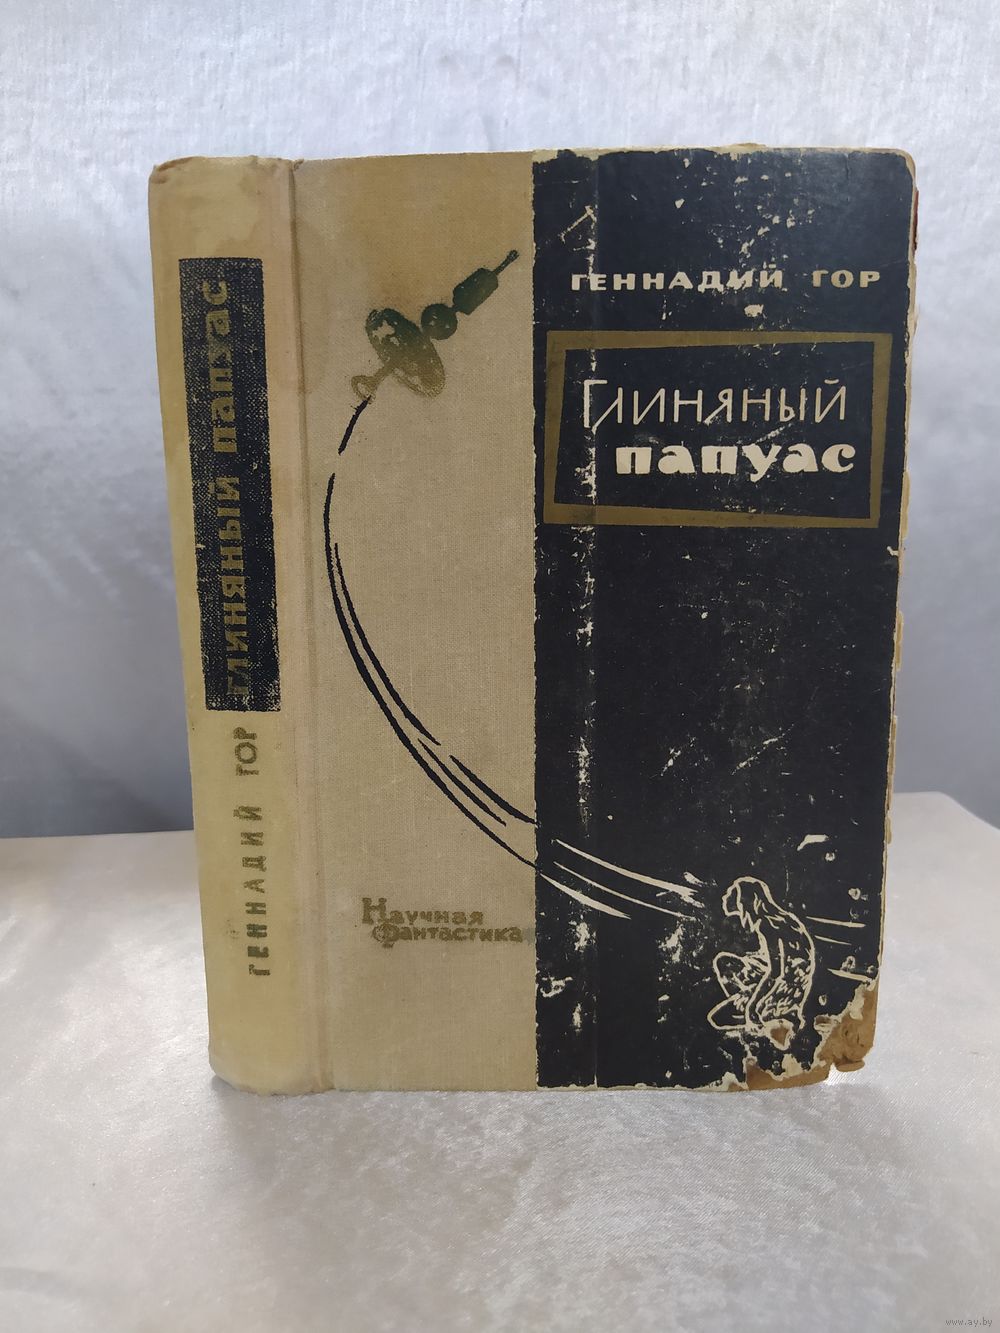 ГЛИНЯНЫЙ ПАПУАС
ГЕННАДИЙ ГОР
ГЕННАДИЙ ГОР
ГЛИНЯНЫЙ
ПАПУАС
Научная
Фантастика
www.ay.by